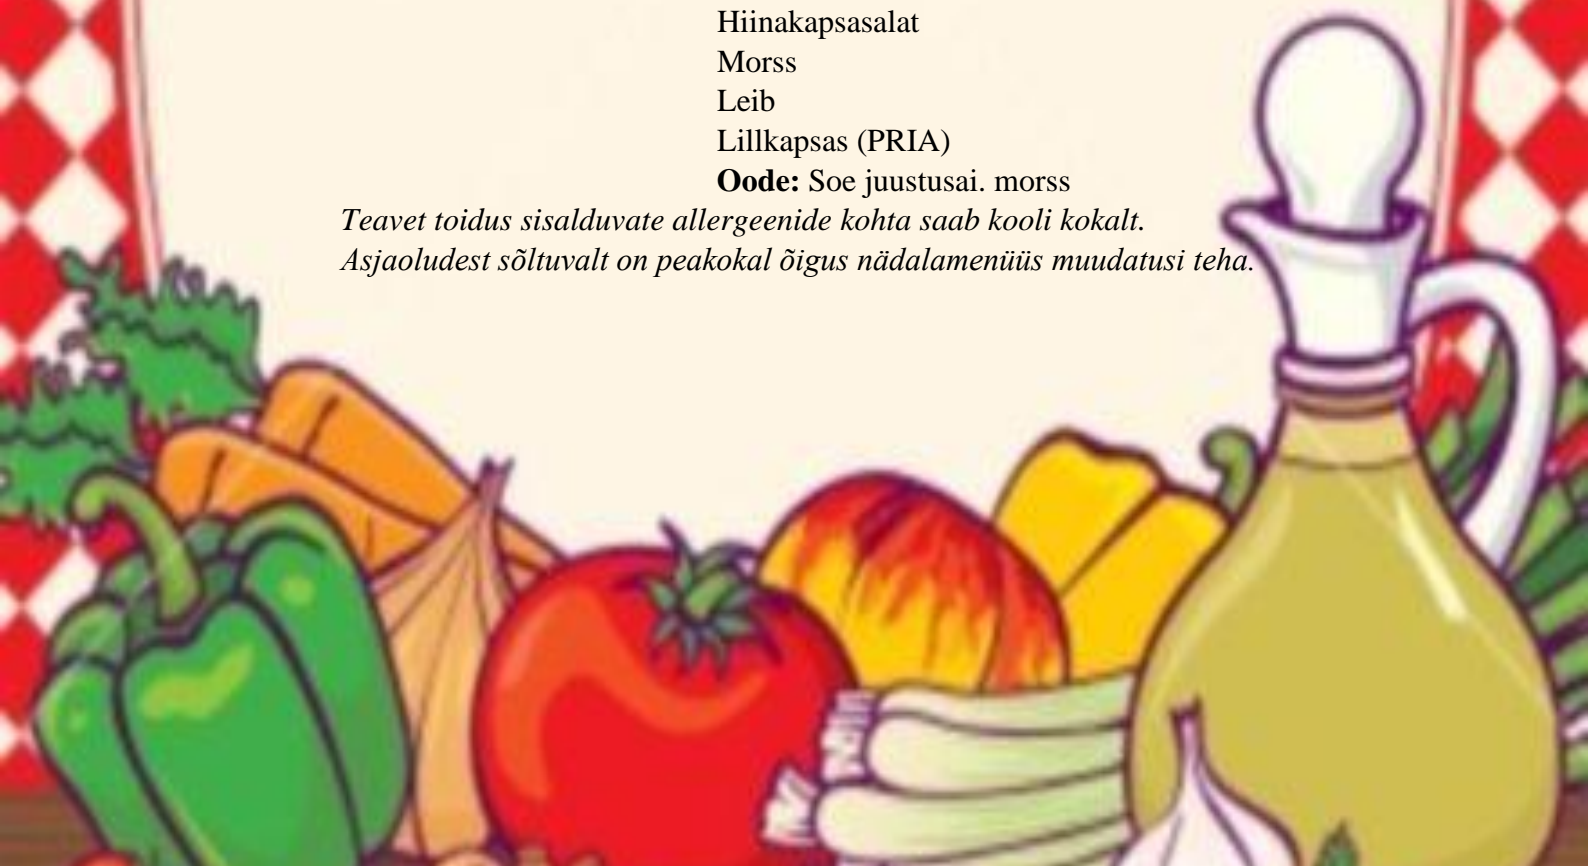 Hiinakapsasalat
Morss
Leib
Lillkapsas (PRIA)
Oode: Soe juustusai. morss
Teavet toidus sisalduvate allergeenide kohta saab kooli kokalt.
Asjaoludest sõltuvalt on peakokal õigus nädalamenüüs muudatusi teha.